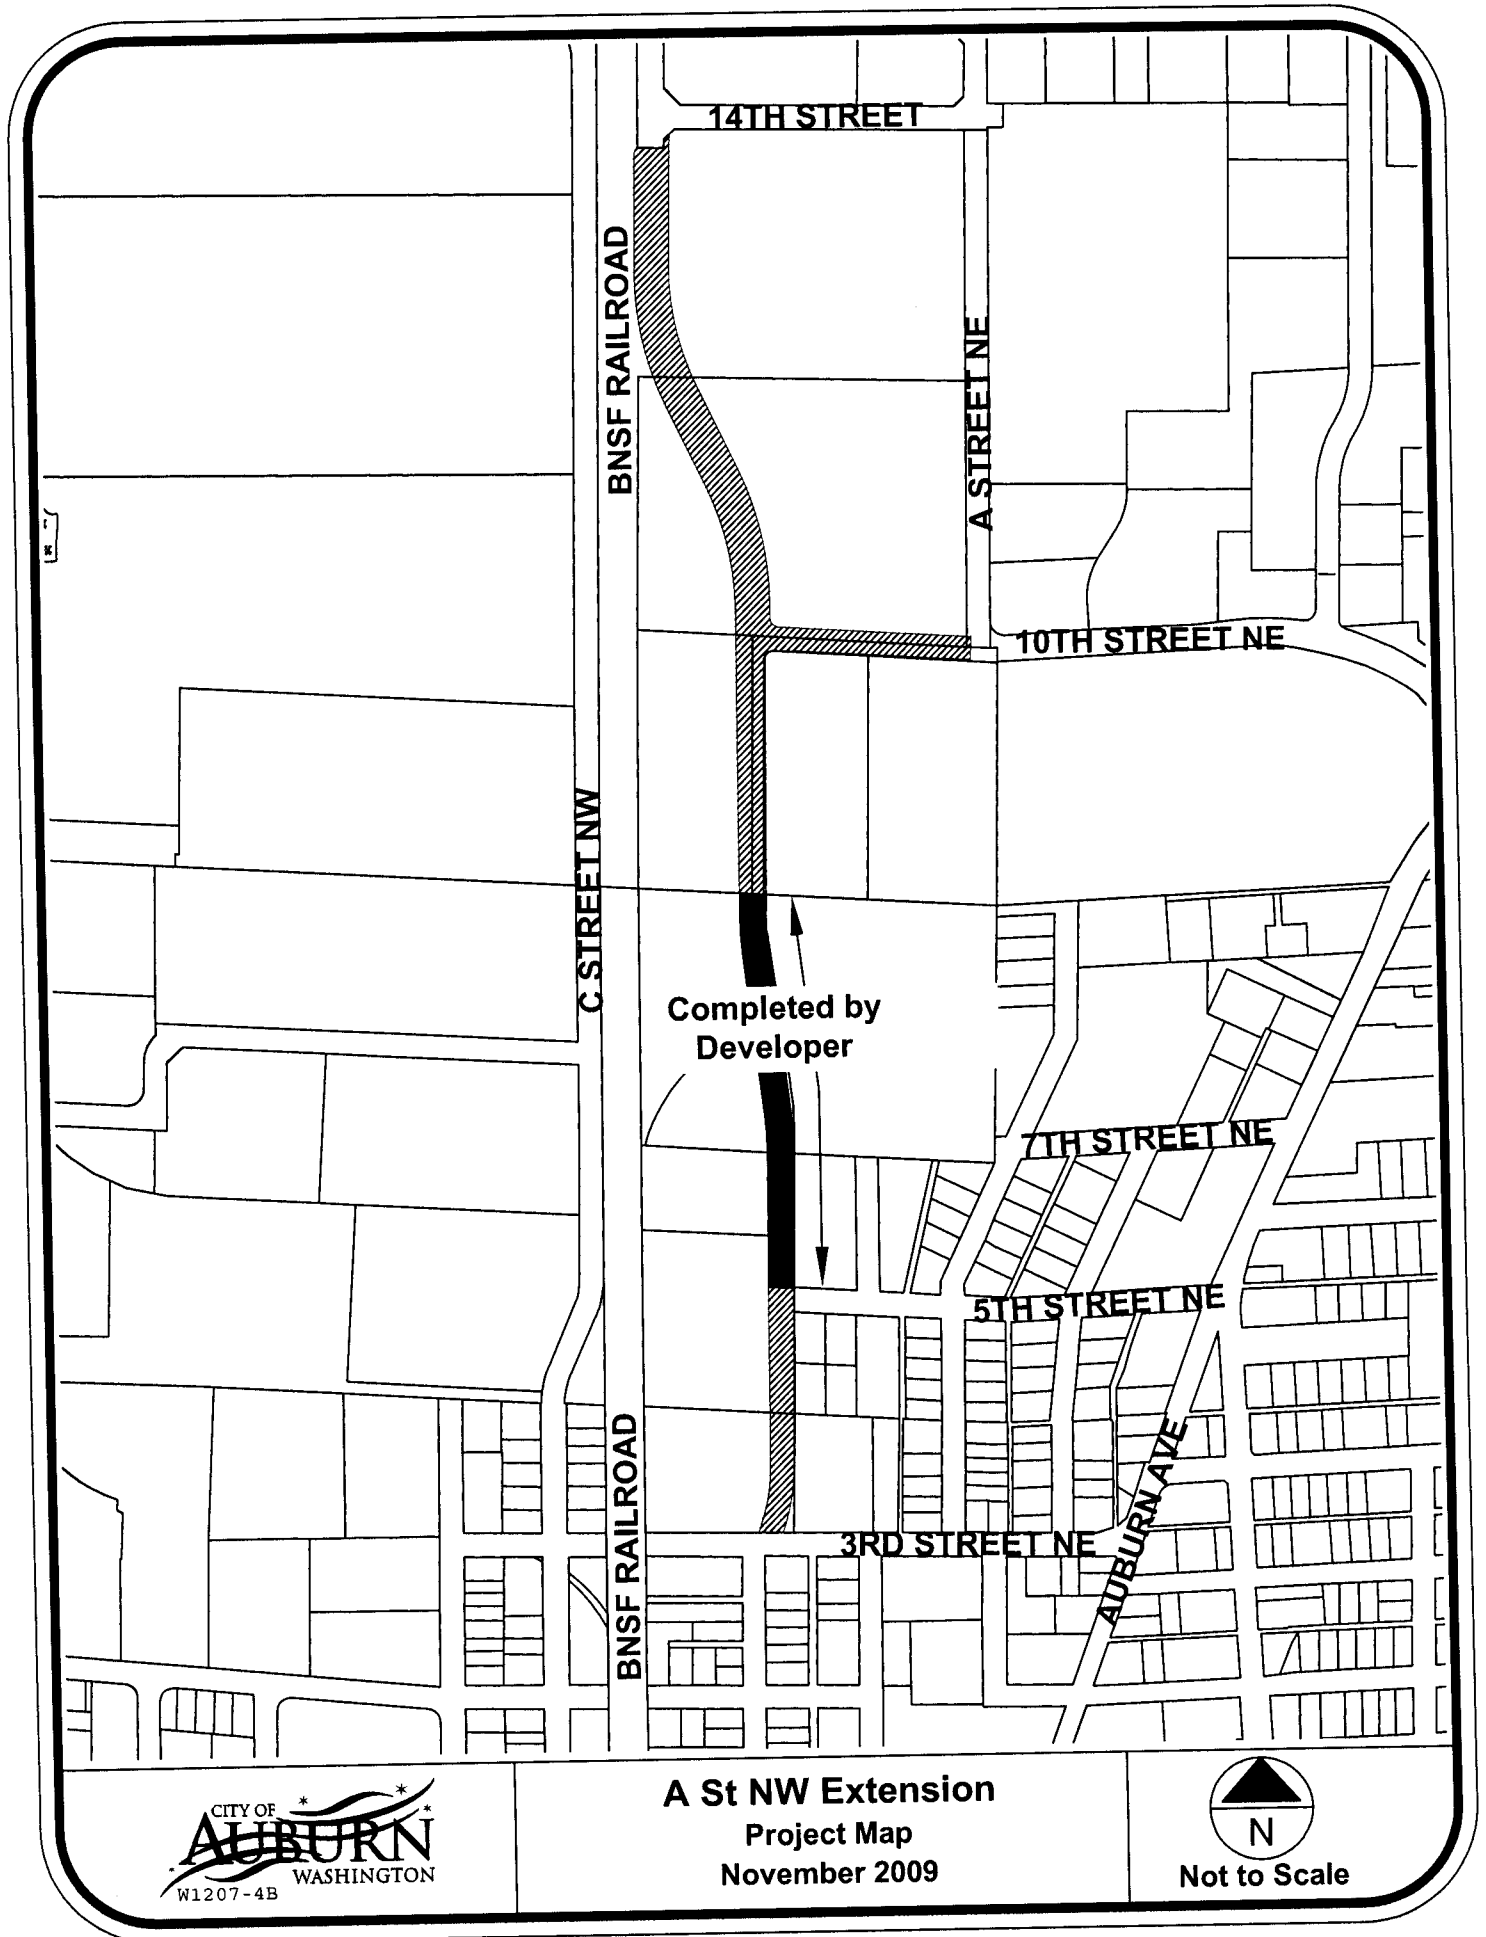 14TH STREET
BNSF RAILROAD
A STREET NE
10TH STREET NE
C STREET NW
Completed by
Developer
7TH STREET NE
5TH STREET NE
AUBURN AVE
BNSF RAILROAD
3RD STREET NE
CITY OF
AUBURN
WASHINGTON
W1207-4B
A St NW Extension
Project Map
November 2009
N
Not to Scale